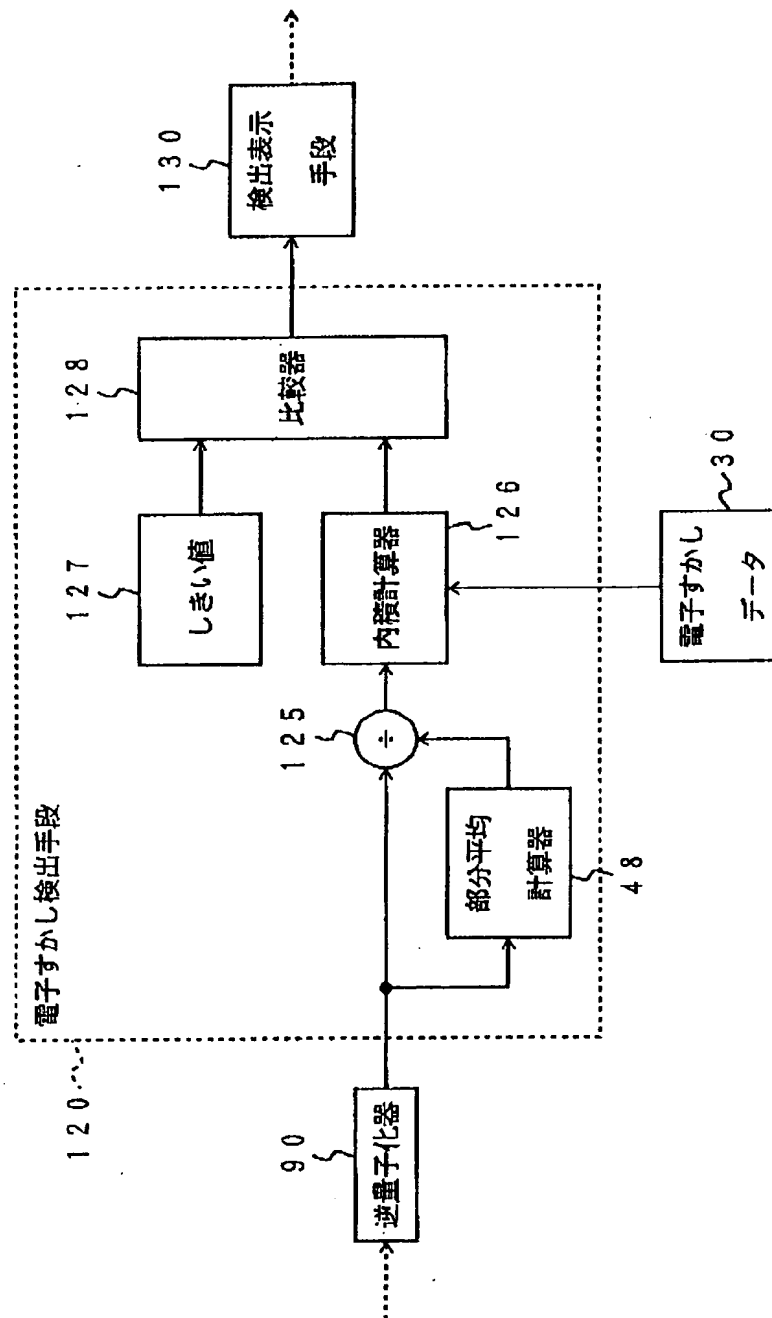 電子すかし検出手段
120
逆量子化器
90
部分平均
計算器
48
÷
125
しきい値
127
内積計算器
126
比較器
128
検出表示
手段
130
電子すかし
データ
30